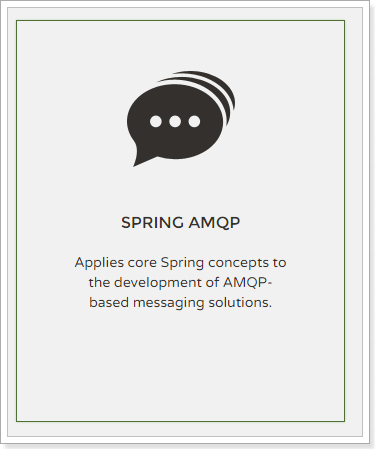 SPRING AMQP
Applies core Spring concepts to
the development of AMQP-
based messaging solutions.